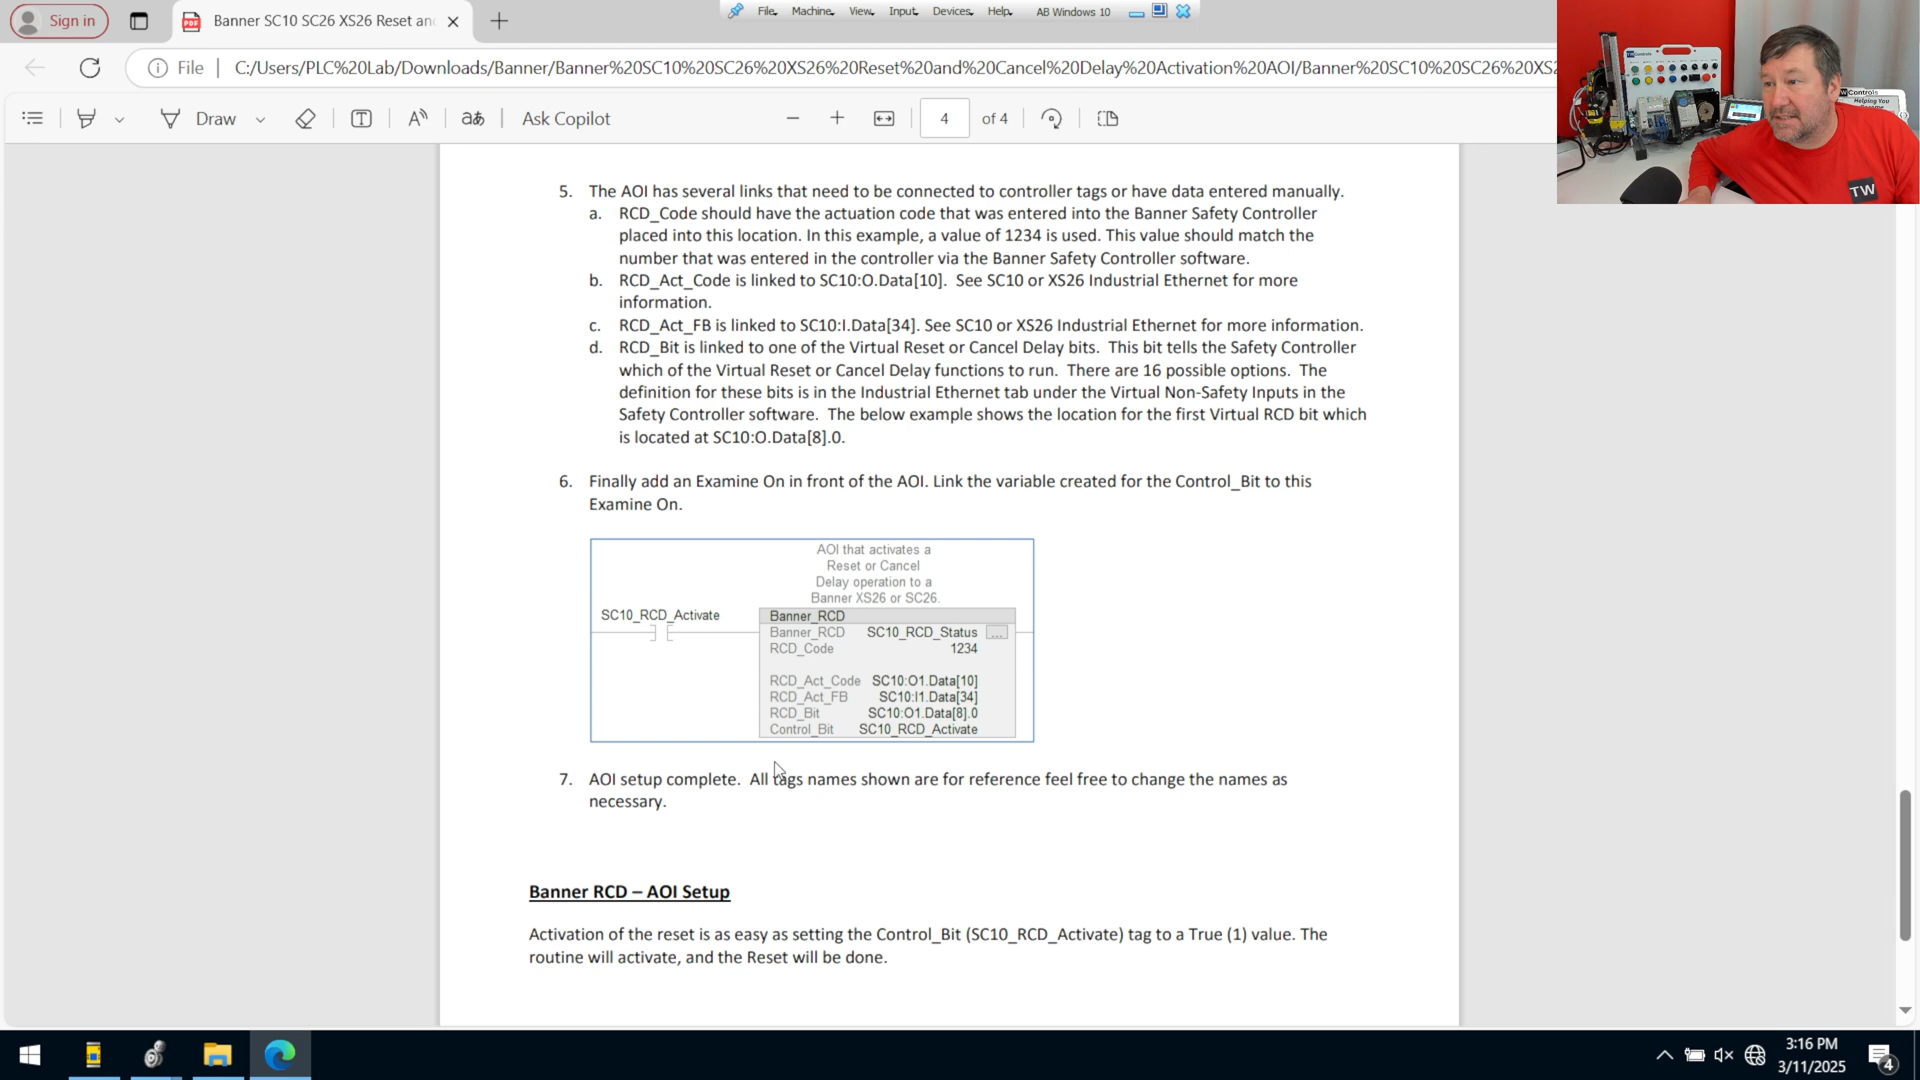 Sign in
Banner SC10 SC26 XS26 Reset and
File Machine View Input Devices Help AB Windows 10
File
C:/Users/PLC%20Lab/Downloads/Banner/Banner%20SC10%20SC26%20XS26%20Reset%20and%20Cancel%20Delay%20Activation%20AOI/Banner%20SC10%20SC26%20XS2
Draw
aあ
Ask Copilot
4 of 4
5. The AOI has several links that need to be connected to controller tags or have data entered manually.
a. RCD_Code should have the actuation code that was entered into the Banner Safety Controller
placed into this location. In this example, a value of 1234 is used. This value should match the
number that was entered in the controller via the Banner Safety Controller software.
b. RCD_Act_Code is linked to SC10:O.Data[10]. See SC10 or XS26 Industrial Ethernet for more
information.
c. RCD_Act_FB is linked to SC10:I.Data[34]. See SC10 or XS26 Industrial Ethernet for more information.
d. RCD_Bit is linked to one of the Virtual Reset or Cancel Delay bits. This bit tells the Safety Controller
which of the Virtual Reset or Cancel Delay functions to run. There are 16 possible options. The
definition for these bits is in the Industrial Ethernet tab under the Virtual Non-Safety Inputs in the
Safety Controller software. The below example shows the location for the first Virtual RCD bit which
is located at SC10:O.Data[8].0.
6. Finally add an Examine On in front of the AOI. Link the variable created for the Control_Bit to this
Examine On.
AOI that activates a
Reset or Cancel
Delay operation to a
Banner XS26 or SC26.
SC10_RCD_Activate
Banner_RCD
Banner_RCD SC10_RCD_Status ...
RCD_Code 1234
RCD_Act_Code SC10:O1.Data[10]
RCD_Act_FB SC10:I1.Data[34]
RCD_Bit SC10:O1.Data[8].0
Control_Bit SC10_RCD_Activate
7. AOI setup complete. All tags names shown are for reference feel free to change the names as
necessary.
Banner RCD – AOI Setup
Activation of the reset is as easy as setting the Control_Bit (SC10_RCD_Activate) tag to a True (1) value. The
routine will activate, and the Reset will be done.
Controls
Helping You
TW
3:16 PM
3/11/2025
4